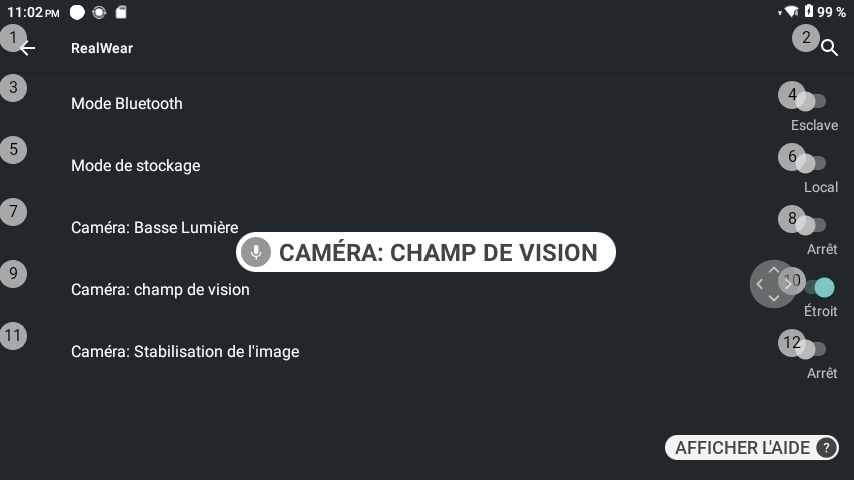 11:02 PM 99 %
1 RealWear 2
3 Mode Bluetooth 4
Esclave
5 Mode de stockage 6
Local
7 Caméra: Basse Lumière 8
Arrêt
CAMÉRA: CHAMP DE VISION
9 Caméra: champ de vision 10
Étroit
11 Caméra: Stabilisation de l'image 12
Arrêt
AFFICHER L'AIDE ?